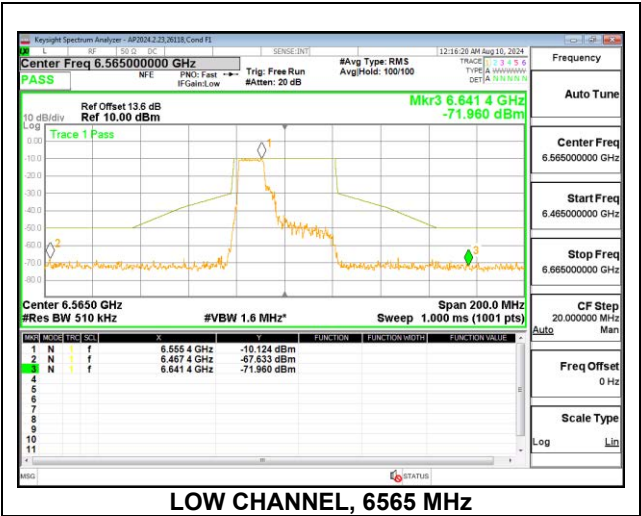 Keysight Spectrum Analyzer - AP2024.2.23,26118,Cond F1
L RF 50 Ω DC SENSE:INT 12:16:20 AM Aug 10, 2024
Center Freq 6.565000000 GHz #Avg Type: RMS TRACE 1 2 3 4 5 6
PASS NFE PNO: Fast Trig: Free Run Avg|Hold: 100/100 TYPE A WWWWW
IFGain:Low #Atten: 20 dB DET A N N N N N
Frequency
Auto Tune
Ref Offset 13.6 dB Mkr3 6.641 4 GHz
10 dB/div Ref 10.00 dBm -71.960 dBm
Log
Trace 1 Pass
0.00
-10.0
-20.0
-30.0
-40.0
-50.0
-60.0
-70.0
-80.0
1
2
3
Center 6.5650 GHz Span 200.0 MHz
#Res BW 510 kHz #VBW 1.6 MHz* Sweep 1.000 ms (1001 pts)
MKR MODE TRC SCL X Y FUNCTION FUNCTION WIDTH FUNCTION VALUE
1 N 1 f 6.555 4 GHz -10.124 dBm
2 N 1 f 6.467 4 GHz -67.633 dBm
3 N 1 f 6.641 4 GHz -71.960 dBm
4
5
6
7
8
9
10
11
MSG STATUS
Center Freq
6.565000000 GHz
Start Freq
6.465000000 GHz
Stop Freq
6.665000000 GHz
CF Step
20.000000 MHz
Auto Man
Freq Offset
0 Hz
Scale Type
Log Lin
LOW CHANNEL, 6565 MHz